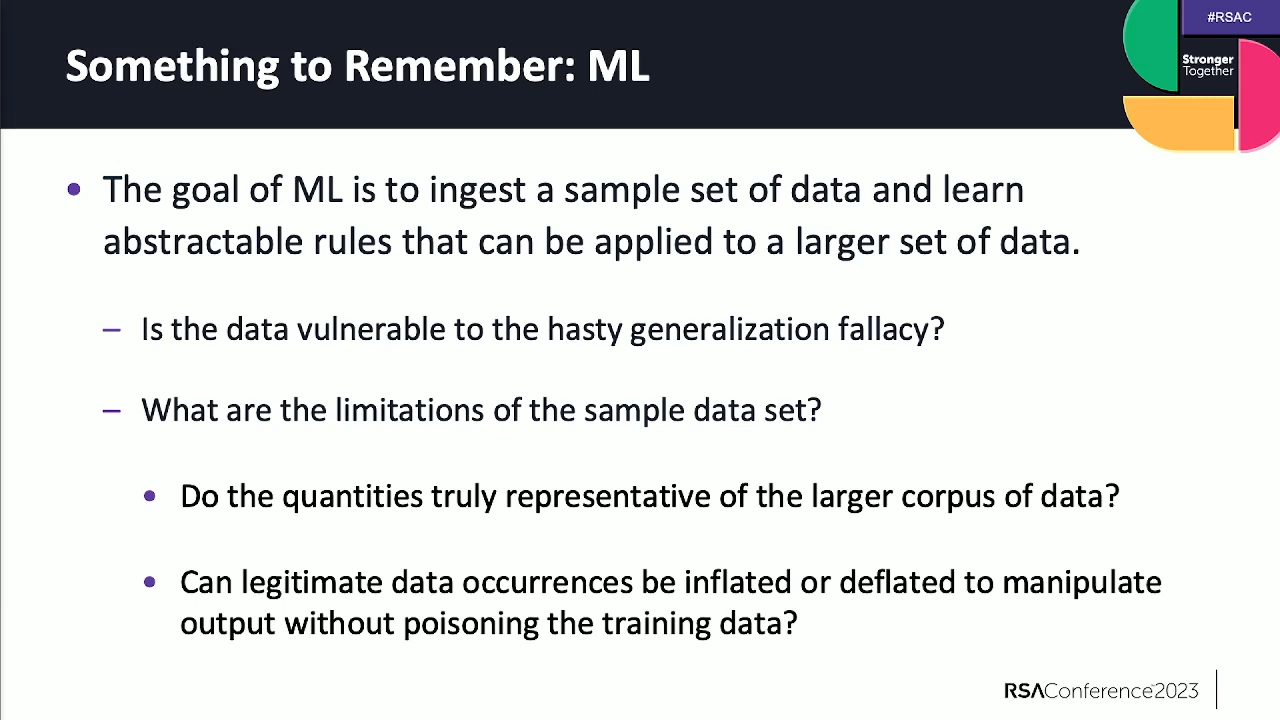 #RSAC
Stronger
Together
Something to Remember: ML
• The goal of ML is to ingest a sample set of data and learn
abstractable rules that can be applied to a larger set of data.
– Is the data vulnerable to the hasty generalization fallacy?
– What are the limitations of the sample data set?
• Do the quantities truly representative of the larger corpus of data?
• Can legitimate data occurrences be inflated or deflated to manipulate
output without poisoning the training data?
RSAConference™2023